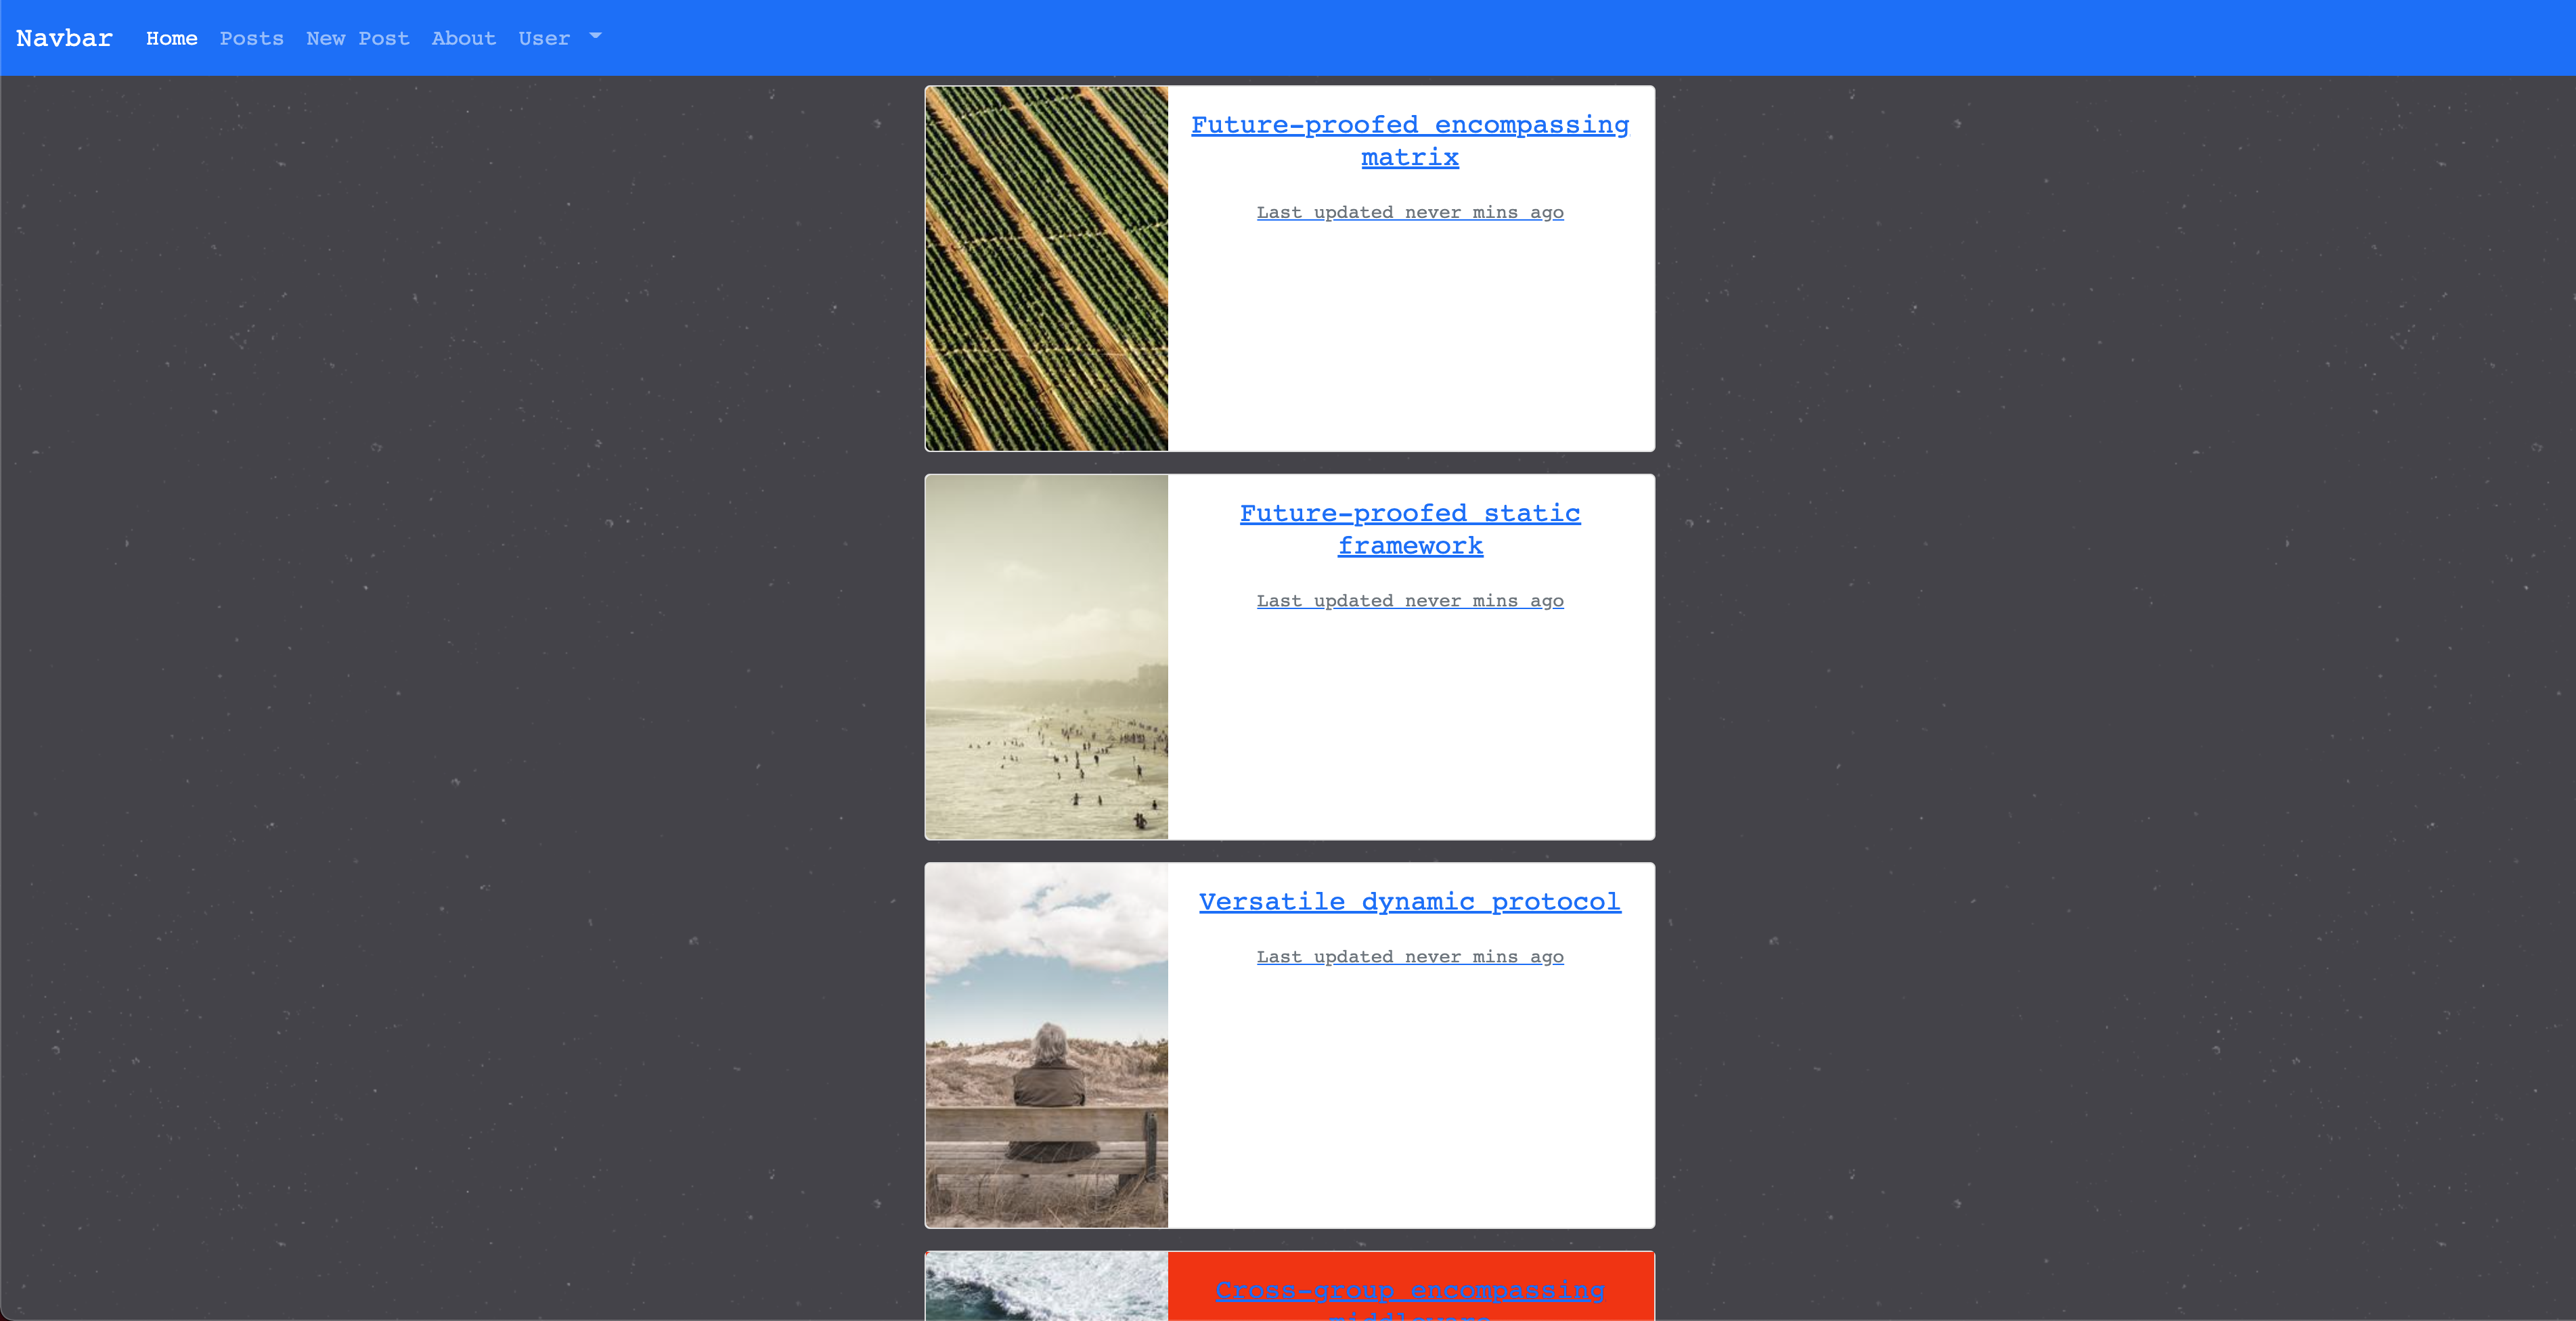 Navbar Home Posts New Post About User
Future-proofed encompassing
matrix
Last updated never mins ago
Future-proofed static
framework
Last updated never mins ago
Versatile dynamic protocol
Last updated never mins ago
Cross-group encompassing